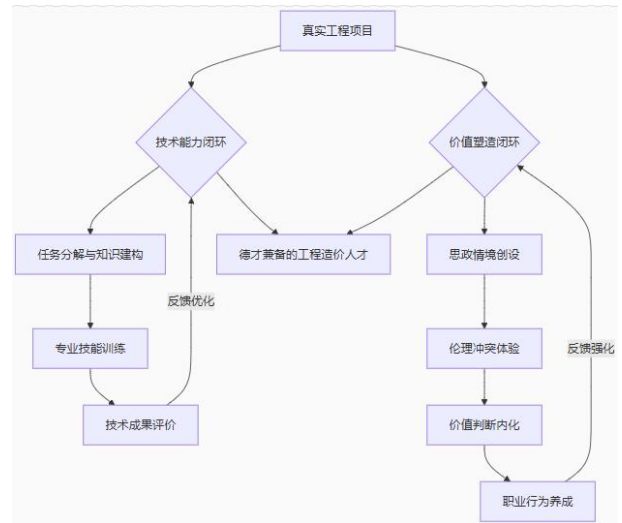 真实工程项目
技术能力闭环
价值塑造闭环
任务分解与知识建构
德才兼备的工程造价人才
思政情境创设
反馈优化
专业技能训练
伦理冲突体验
反馈强化
技术成果评价
价值判断内化
职业行为养成